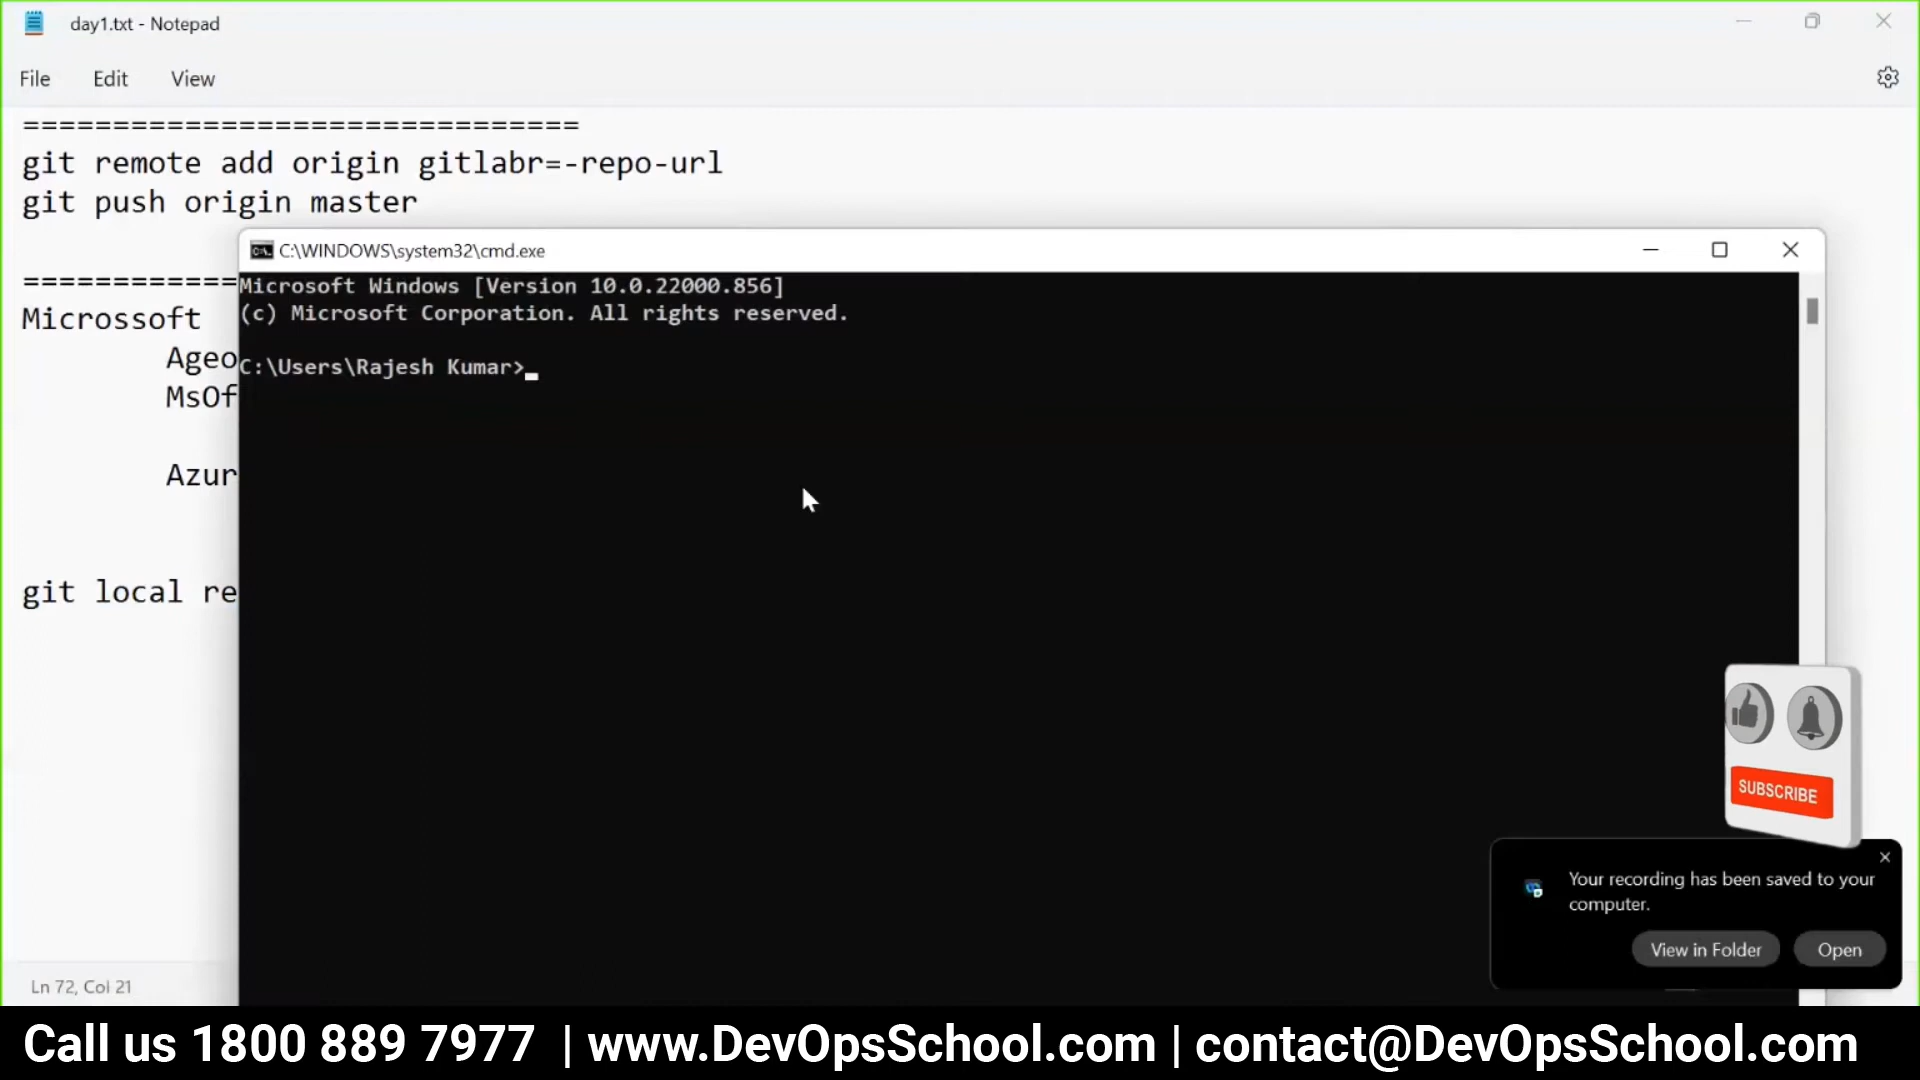 day1.txt - Notepad
File Edit View
===============================
git remote add origin gitlabr=-repo-url
git push origin master
============
Microssoft
Ageo
MsOf
Azur
git local re
Ln 72, Col 21
C:\WINDOWS\system32\cmd.exe
Microsoft Windows [Version 10.0.22000.856]
(c) Microsoft Corporation. All rights reserved.
C:\Users\Rajesh Kumar>
SUBSCRIBE
Your recording has been saved to your
computer.
View in Folder Open
Call us 1800 889 7977 | www.DevOpsSchool.com | contact@DevOpsSchool.com